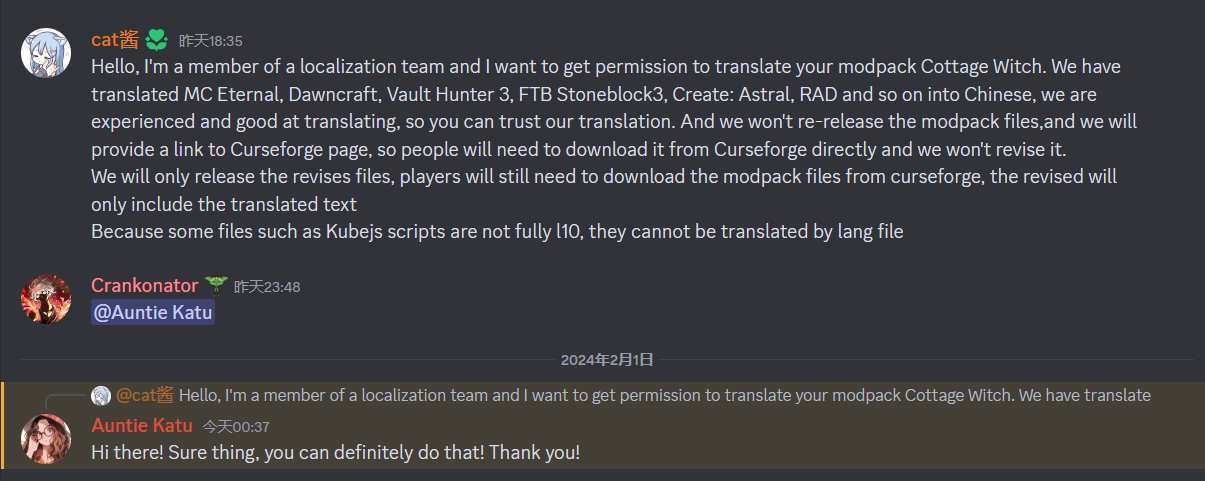 cat酱 昨天18:35
Hello, I'm a member of a localization team and I want to get permission to translate your modpack Cottage Witch. We have
translated MC Eternal, Dawncraft, Vault Hunter 3, FTB Stoneblock3, Create: Astral, RAD and so on into Chinese, we are
experienced and good at translating, so you can trust our translation. And we won't re-release the modpack files,and we will
provide a link to Curseforge page, so people will need to download it from Curseforge directly and we won't revise it.
We will only release the revises files, players will still need to download the modpack files from curseforge, the revised will
only include the translated text
Because some files such as Kubejs scripts are not fully l10, they cannot be translated by lang file
Crankonator 昨天23:48
@Auntie Katu
2024年2月1日
@cat酱 Hello, I'm a member of a localization team and I want to get permission to translate your modpack Cottage Witch. We have translate
Auntie Katu 今天00:37
Hi there! Sure thing, you can definitely do that! Thank you!